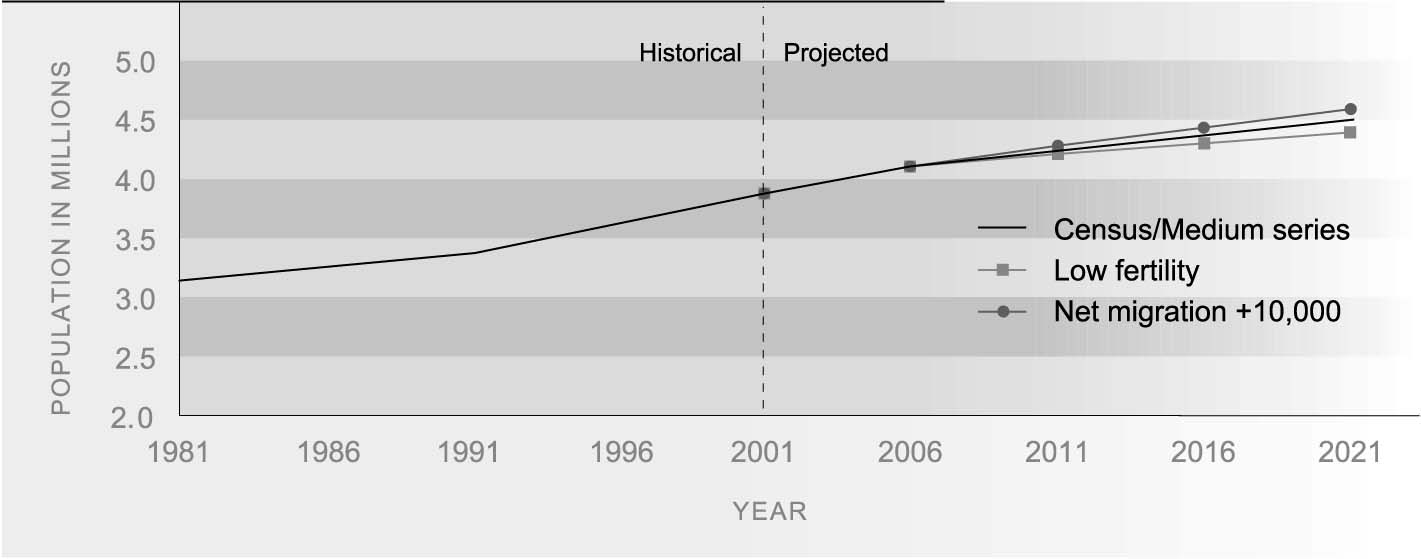 Historical Projected
5.0
4.5
4.0
3.5
3.0
2.5
2.0
POPULATION IN MILLIONS
Census/Medium series
Low fertility
Net migration +10,000
1981 1986 1991 1996 2001 2006 2011 2016 2021
YEAR